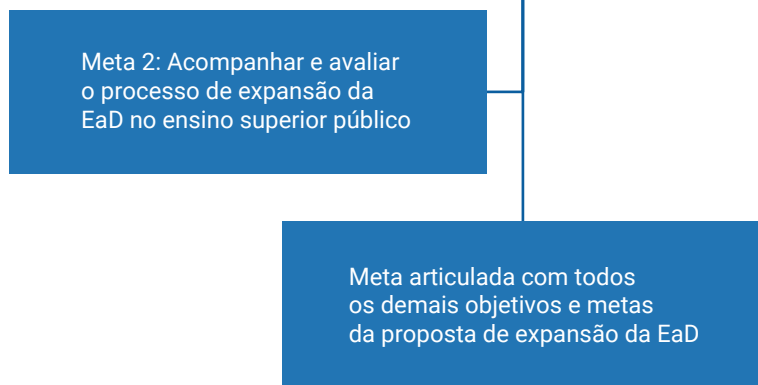 Meta 2: Acompanhar e avaliar
o processo de expansão da
EaD no ensino superior público
Meta articulada com todos
os demais objetivos e metas
da proposta de expansão da EaD